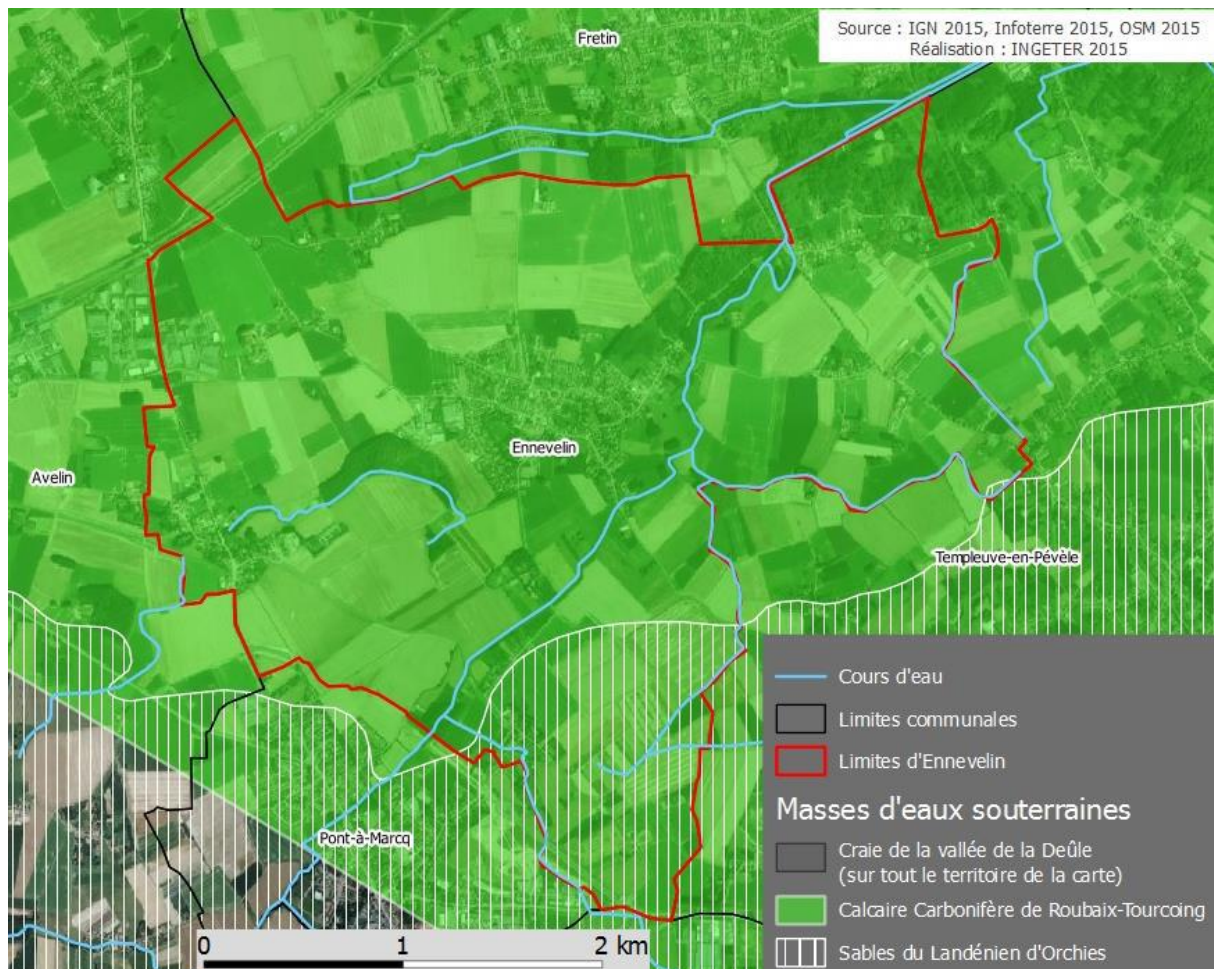 Source : IGN 2015, Infoterre 2015, OSM 2015
Réalisation : INGETER 2015
Fretin
Ennevelin
Avelin
Templeuve-en-Pévèle
Pont-à-Marcq
Cours d'eau
Limites communales
Limites d'Ennevelin
Masses d'eaux souterraines
Craie de la vallée de la Deûle
(sur tout le territoire de la carte)
Calcaire Carbonifère de Roubaix-Tourcoing
Sables du Landénien d'Orchies
0 1 2 km